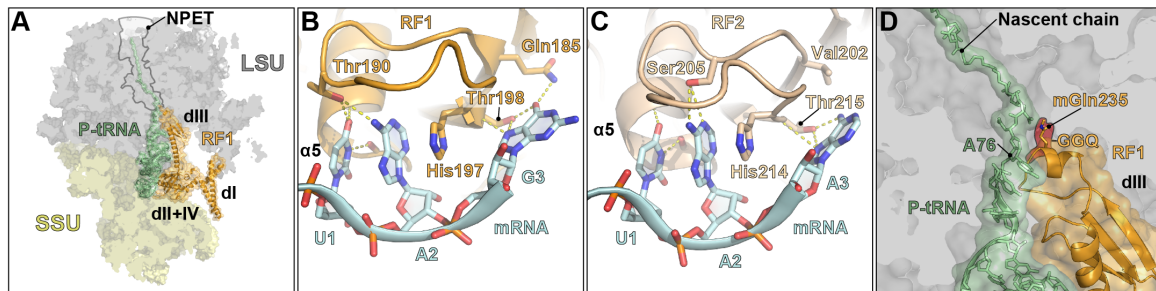 A
NPET
LSU
dIII
P-tRNA
RF1
dI
dII+IV
SSU
B
RF1
Gln185
Thr190
Thr198
α5
His197
G3
mRNA
U1
A2
C
RF2
Val202
Ser205
Thr215
α5
His214
A3
mRNA
U1
A2
D
Nascent chain
mGln235
GGQ
A76
RF1
dIII
P-tRNA